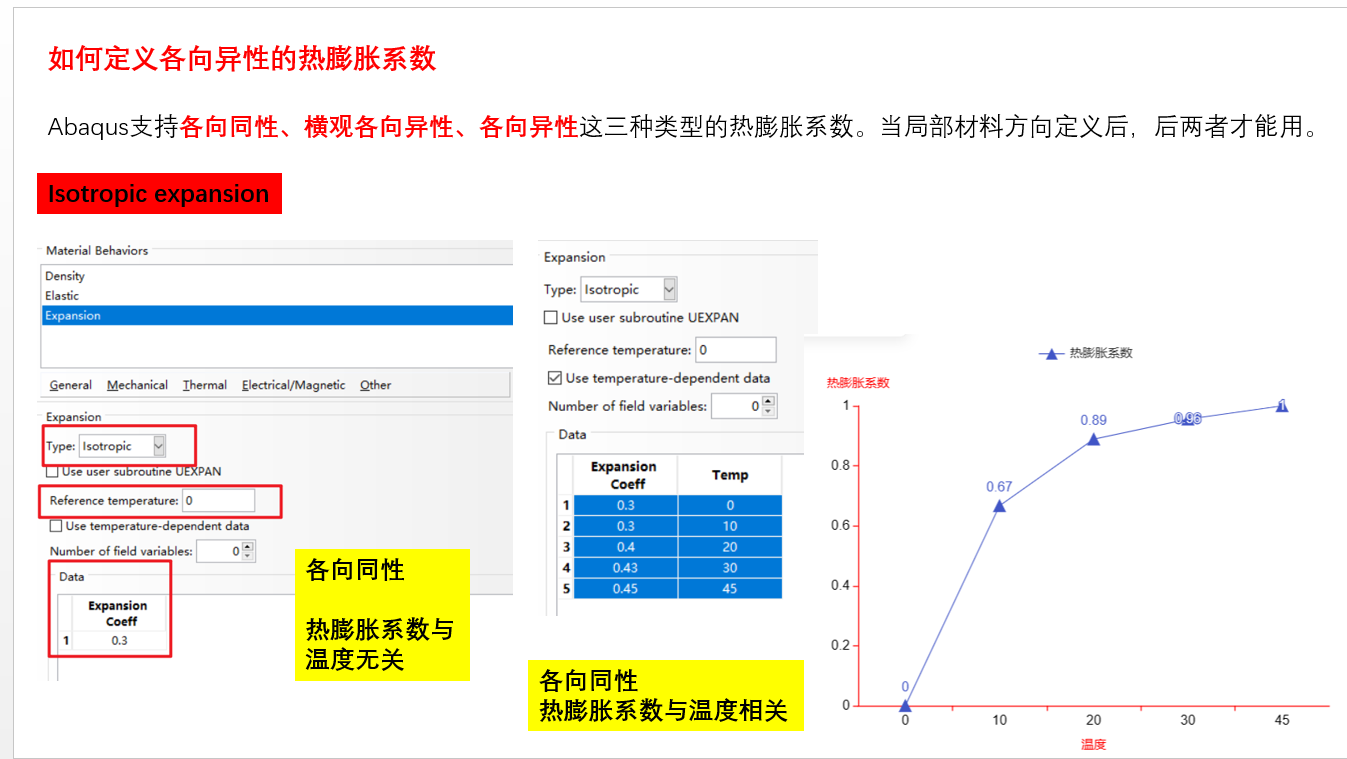 如何定义各向异性的热膨胀系数
Abaqus支持各向同性、横观各向异性、各向异性这三种类型的热膨胀系数。当局部材料方向定义后，后两者才能用。
Isotropic expansion
Material Behaviors
Density
Elastic
Expansion
General Mechanical Thermal Electrical/Magnetic Other
Expansion
Type: Isotropic
Use user subroutine UEXPAN
Reference temperature: 0
Use temperature-dependent data
Number of field variables: 0
Data
Expansion
Coeff
1 0.3
各向同性
热膨胀系数与
温度无关
Expansion
Type: Isotropic
Use user subroutine UEXPAN
Reference temperature: 0
Use temperature-dependent data
Number of field variables: 0
Data
Expansion
Coeff
Temp
1 0.3 0
2 0.3 10
3 0.4 20
4 0.43 30
5 0.45 45
各向同性
热膨胀系数与温度相关
热膨胀系数
热膨胀系数
1
0.8
0.6
0.4
0.2
0
0
0.67
0.89
0.96
1
0 10 20 30 45
温度